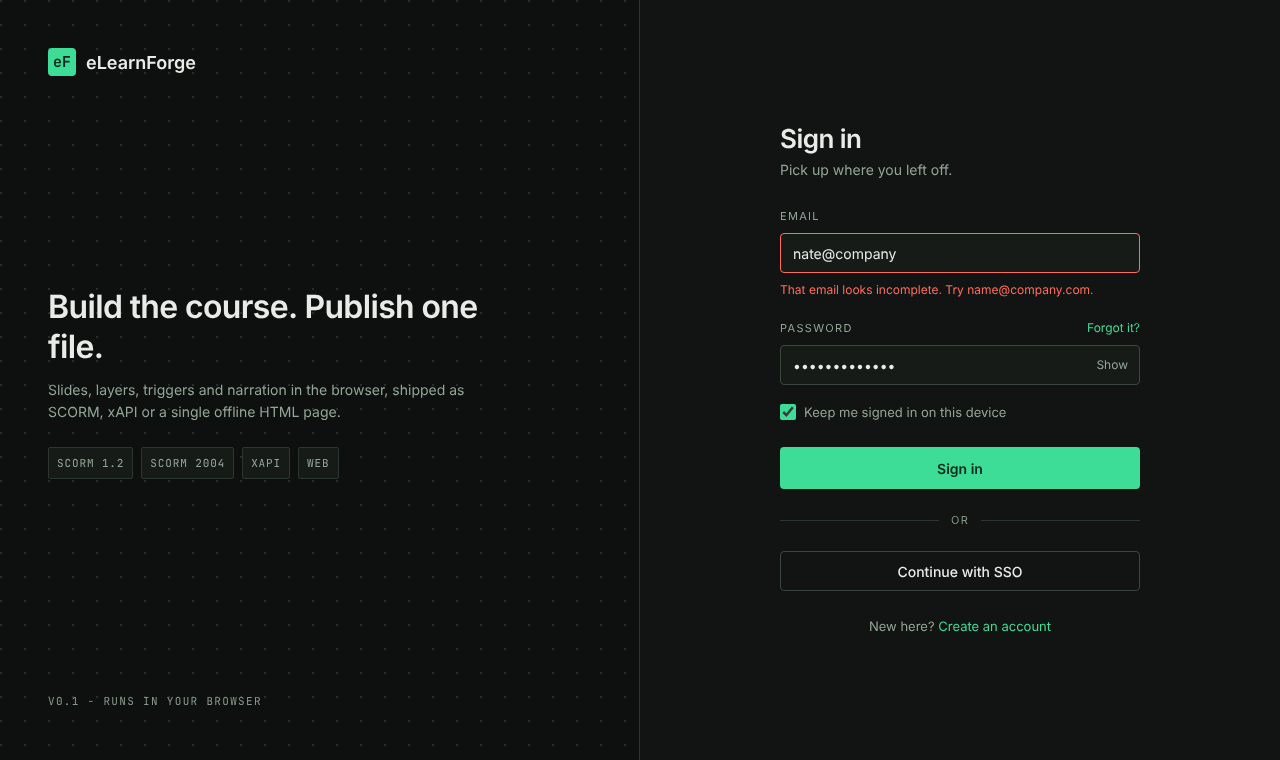 eF eLearnForge
Build the course. Publish one
file.
Slides, layers, triggers and narration in the browser, shipped as
SCORM, xAPI or a single offline HTML page.
SCORM 1.2 SCORM 2004 XAPI WEB
V0.1 - RUNS IN YOUR BROWSER
Sign in
Pick up where you left off.
EMAIL
nate@company
That email looks incomplete. Try name@company.com.
PASSWORD Forgot it?
••••••••••••• Show
Keep me signed in on this device
Sign in
OR
Continue with SSO
New here? Create an account